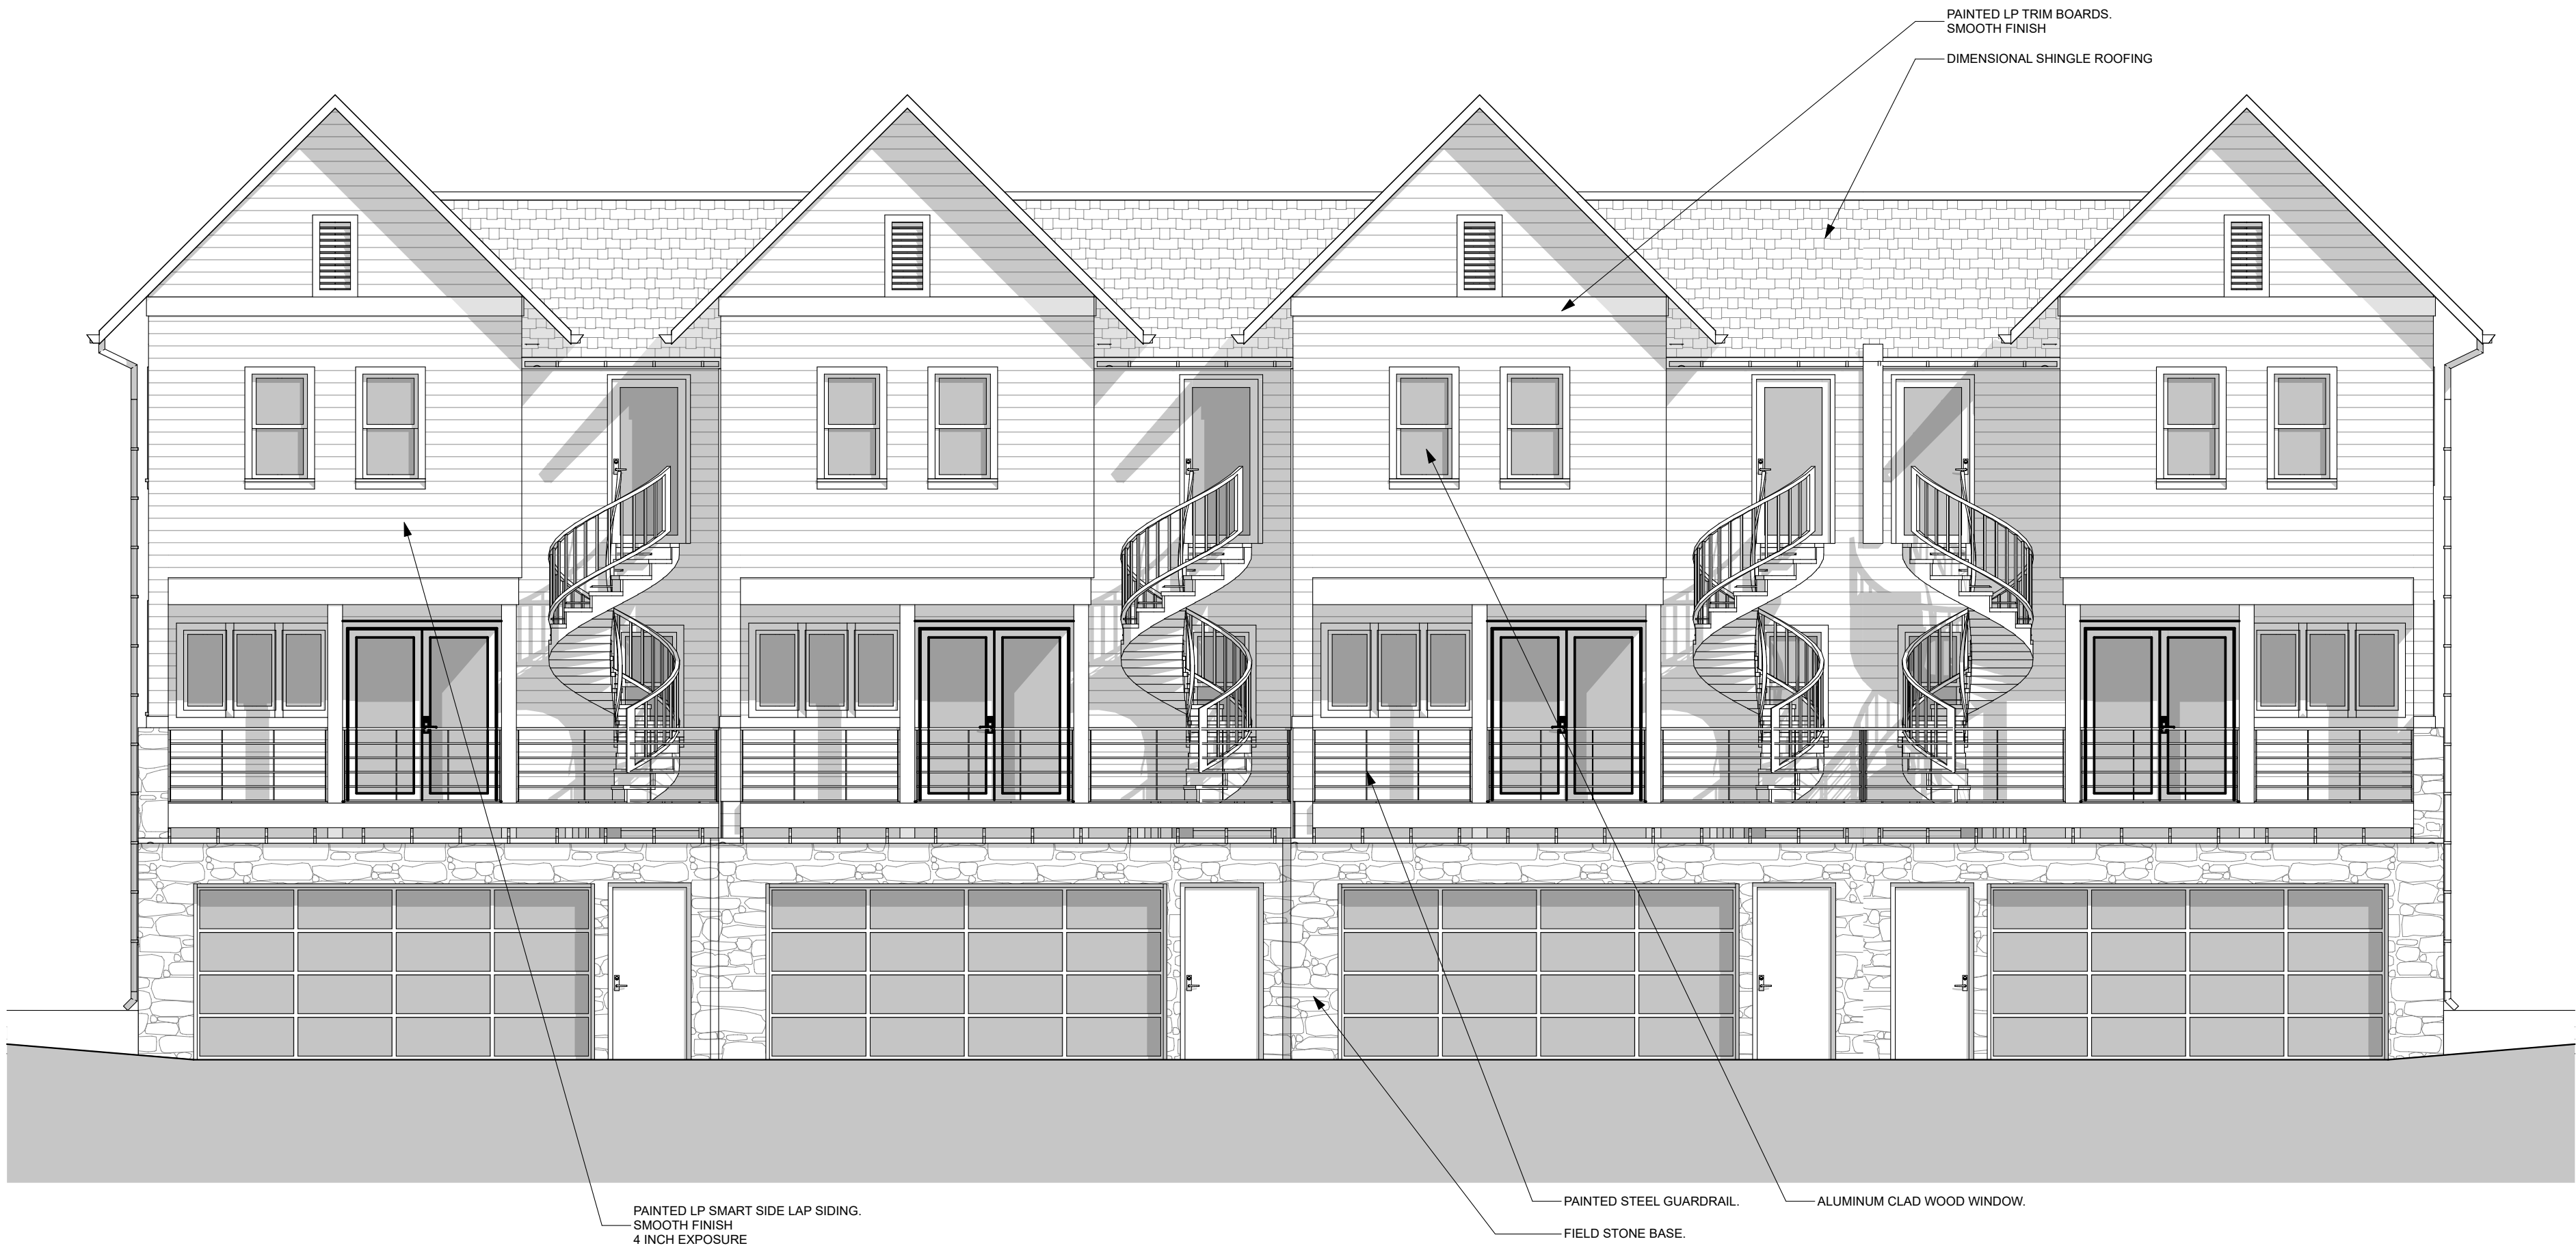 PAINTED LP TRIM BOARDS.
SMOOTH FINISH
DIMENSIONAL SHINGLE ROOFING
PAINTED STEEL GUARDRAIL.
ALUMINUM CLAD WOOD WINDOW.
PAINTED LP SMART SIDE LAP SIDING.
SMOOTH FINISH
4 INCH EXPOSURE
FIELD STONE BASE.